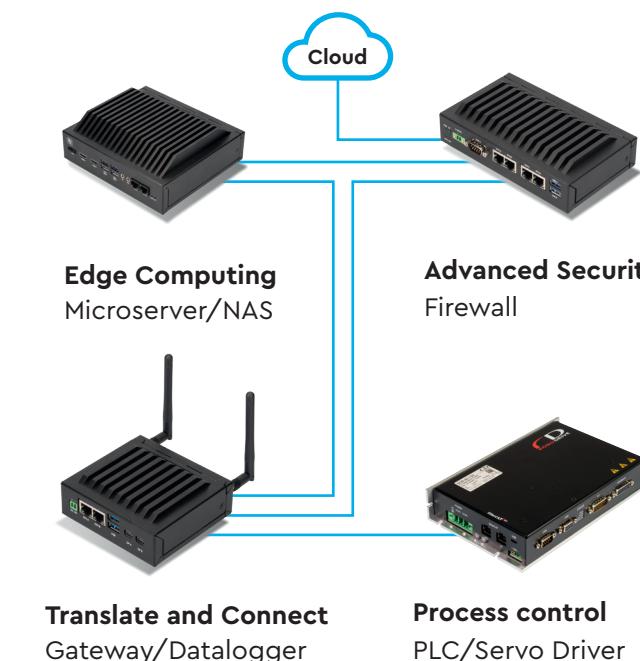 Cloud
Edge Computing
Microserver/NAS
Advanced Securit
Firewall
Translate and Connect
Gateway/Datalogger
Process control
PLC/Servo Driver